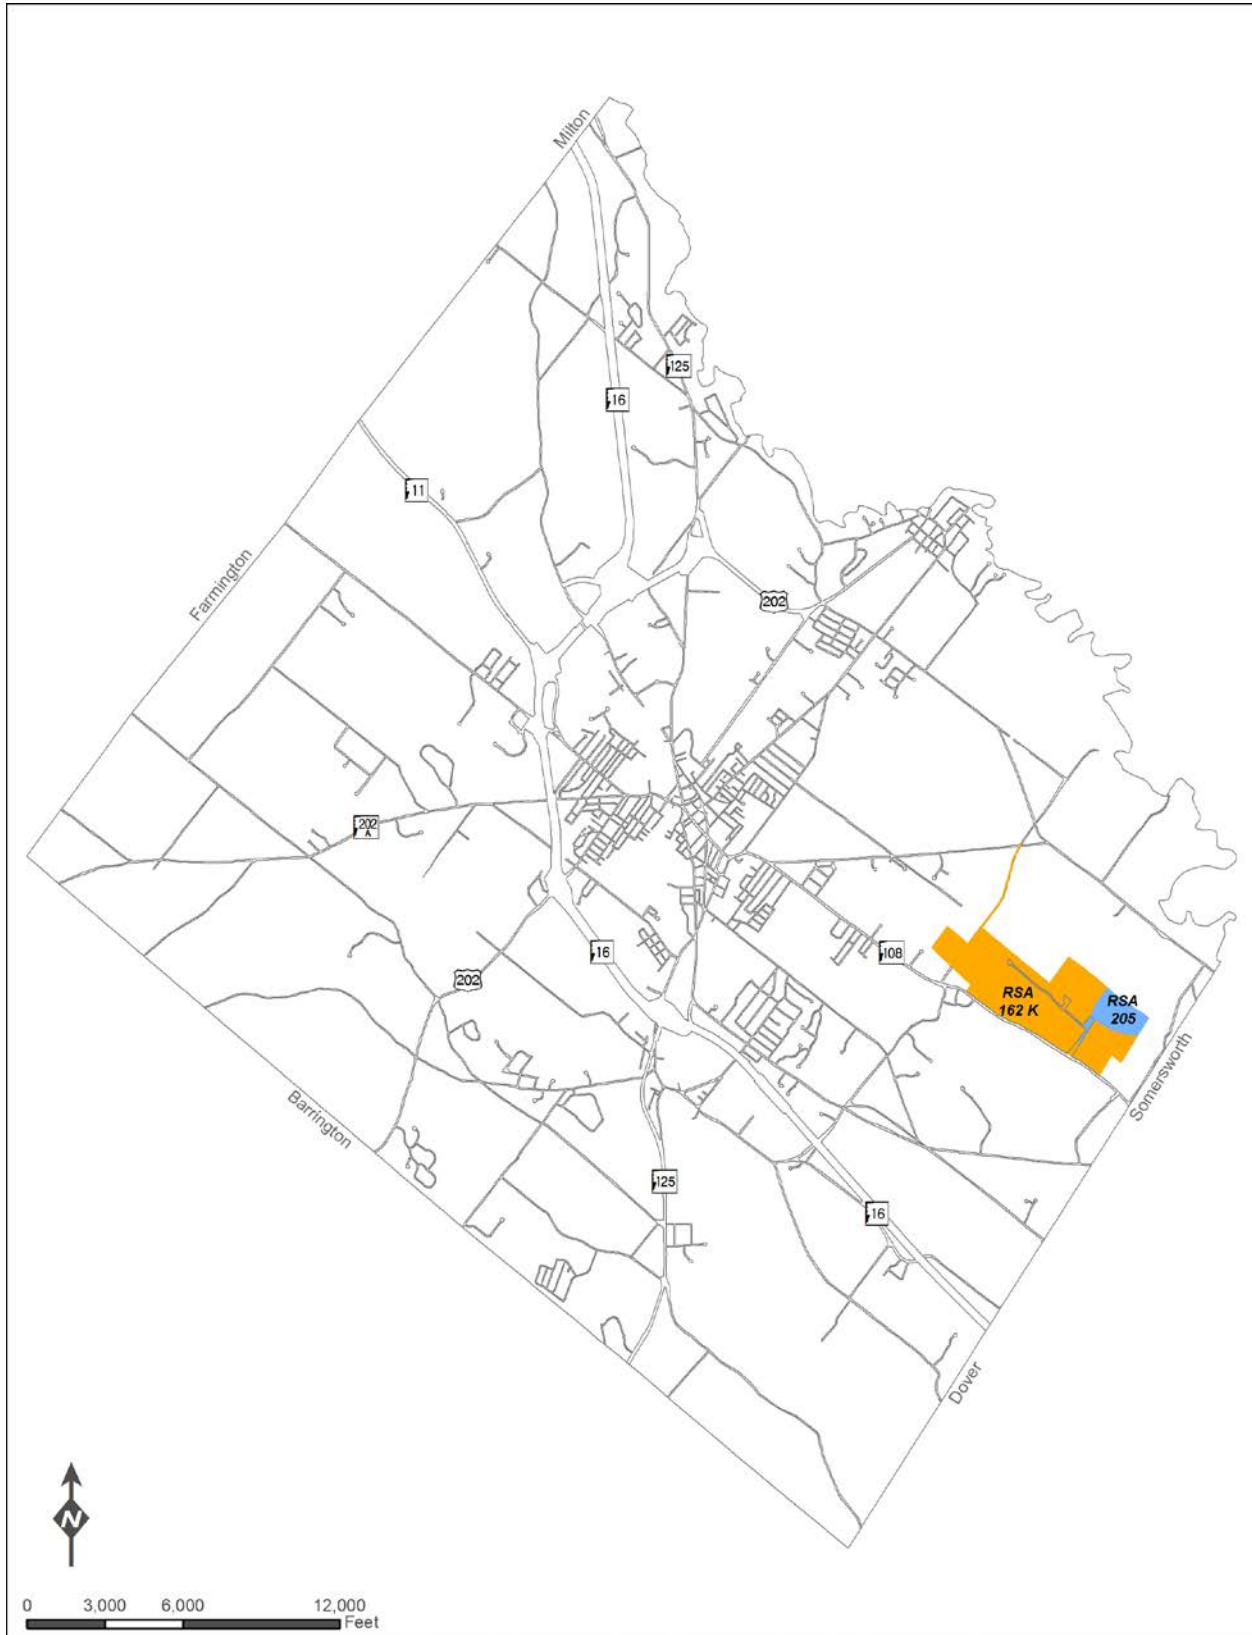 Milton
125
16
11
Farmington
202
202
A
16
108
202
RSA
162 K
RSA
205
Somersworth
Barrington
125
16
Dover
N
0 3,000 6,000 12,000
Feet